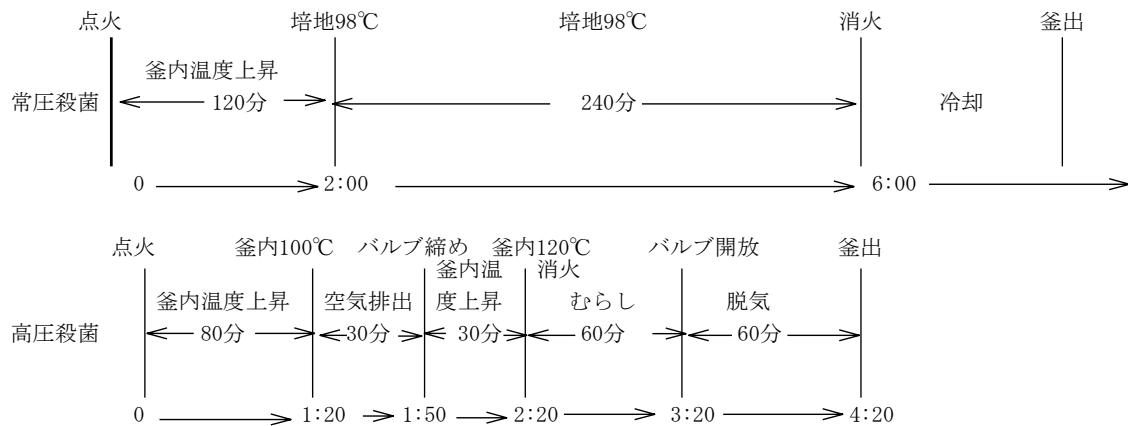 点火 培地98℃ 培地98℃ 消火 釜出
釜内温度上昇
常圧殺菌 120分 240分 冷却
0 2:00 6:00
点火 釜内100℃ バルブ締め 釜内120℃ バルブ開放 釜出
釜内温 消火
釜内温度上昇 空気排出 度上昇 むらし 脱気
高圧殺菌 80分 30分 30分 60分 60分
0 1:20 1:50 2:20 3:20 4:20